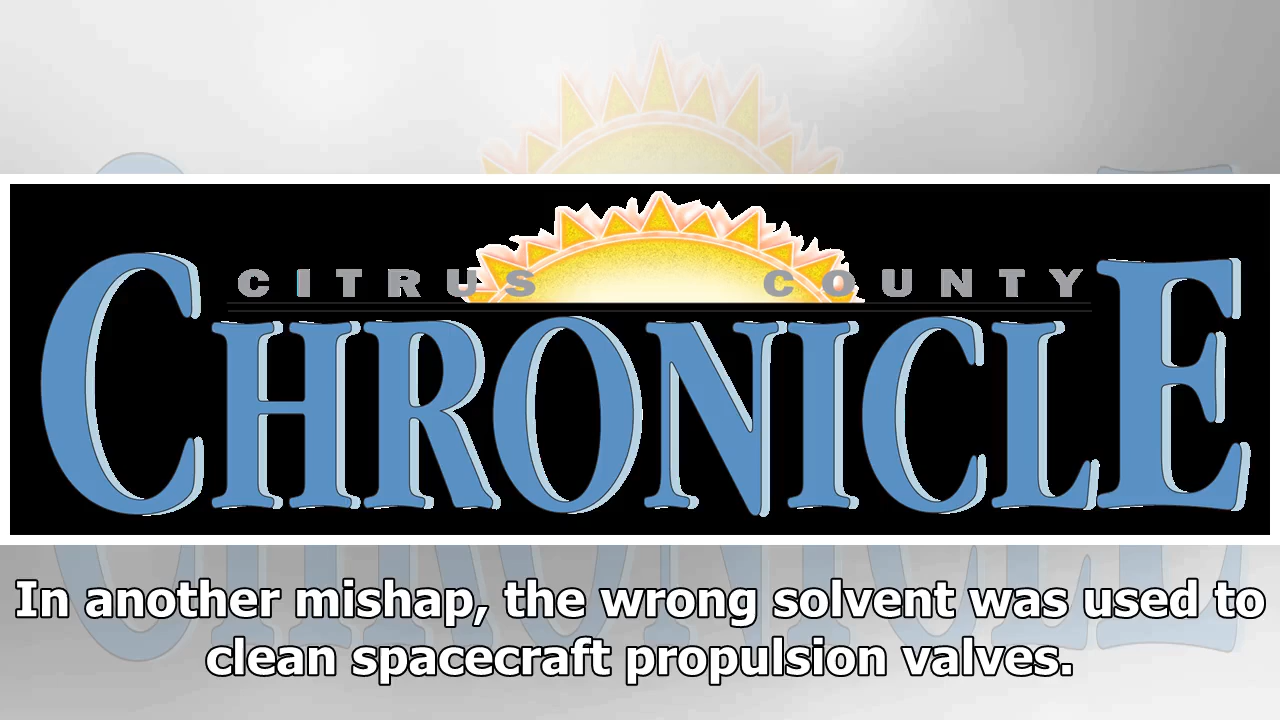 CITRUS COUNTY
CHRONICLE
In another mishap, the wrong solvent was used to
clean spacecraft propulsion valves.